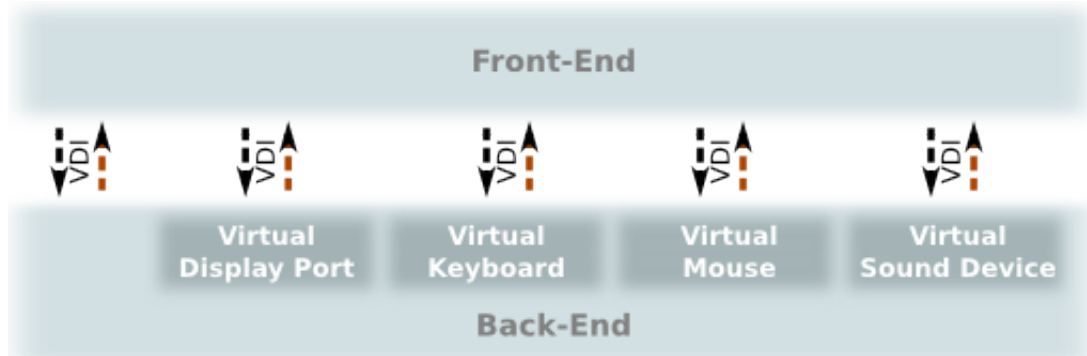 Front-End
VDI
VDI
VDI
VDI
VDI
Virtual
Display Port
Virtual
Keyboard
Virtual
Mouse
Virtual
Sound Device
Back-End